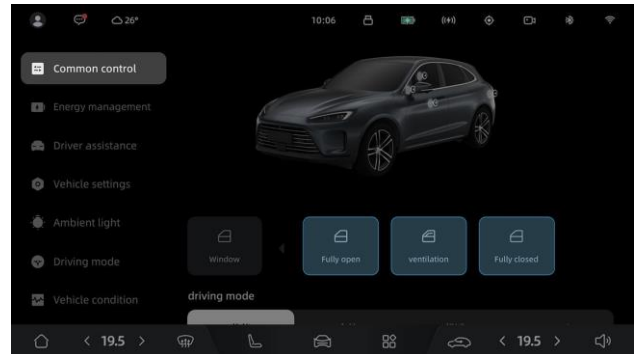 26°
10:06
Common control
Energy management
Driver assistance
Vehicle settings
Ambient light
Driving mode
Vehicle condition
Window
Fully open
ventilation
Fully closed
driving mode
19.5
19.5